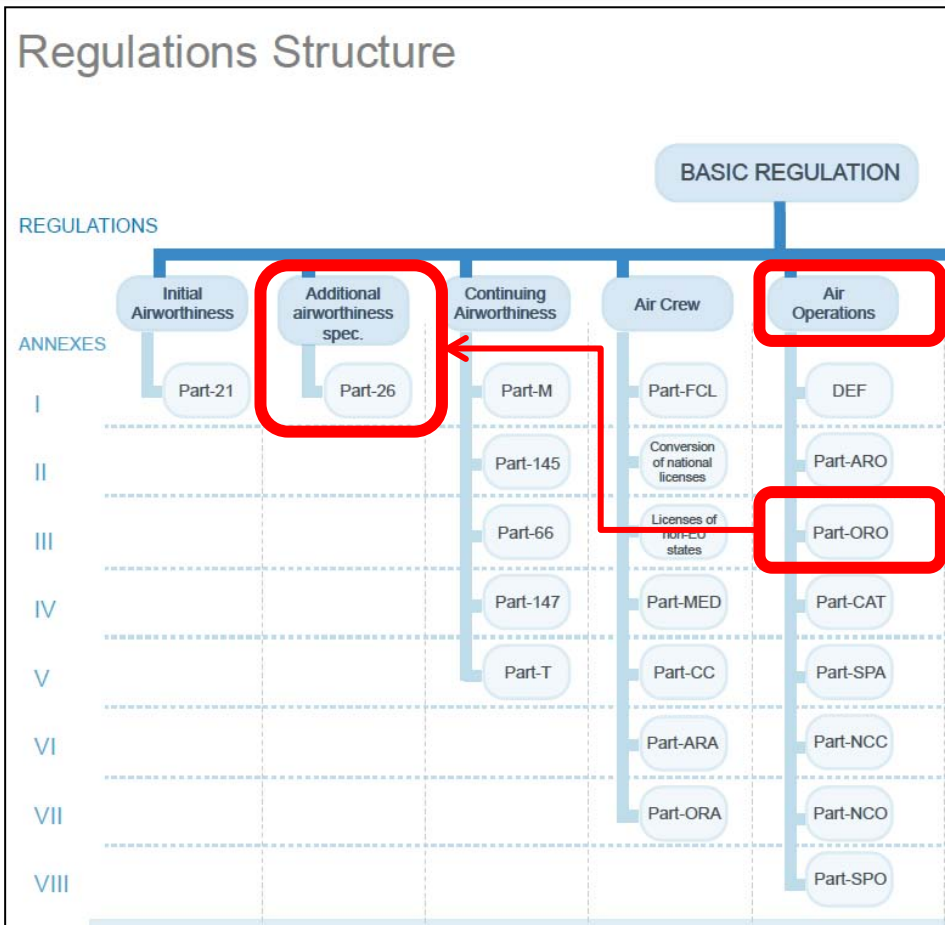 Regulations Structure
BASIC REGULATION
REGULATIONS
Initial
Airworthiness
Additional
airworthiness
spec.
Continuing
Airworthiness
Air Crew
Air
Operations
ANNEXES
I
Part-21
Part-26
Part-M
Part-FCL
DEF
II
Part-145
Conversion
of national
licenses
Part-ARO
III
Part-66
Licenses of
non-EU
states
Part-ORO
IV
Part-147
Part-MED
Part-CAT
V
Part-T
Part-CC
Part-SPA
VI
Part-ARA
Part-NCC
VII
Part-ORA
Part-NCO
VIII
Part-SPO